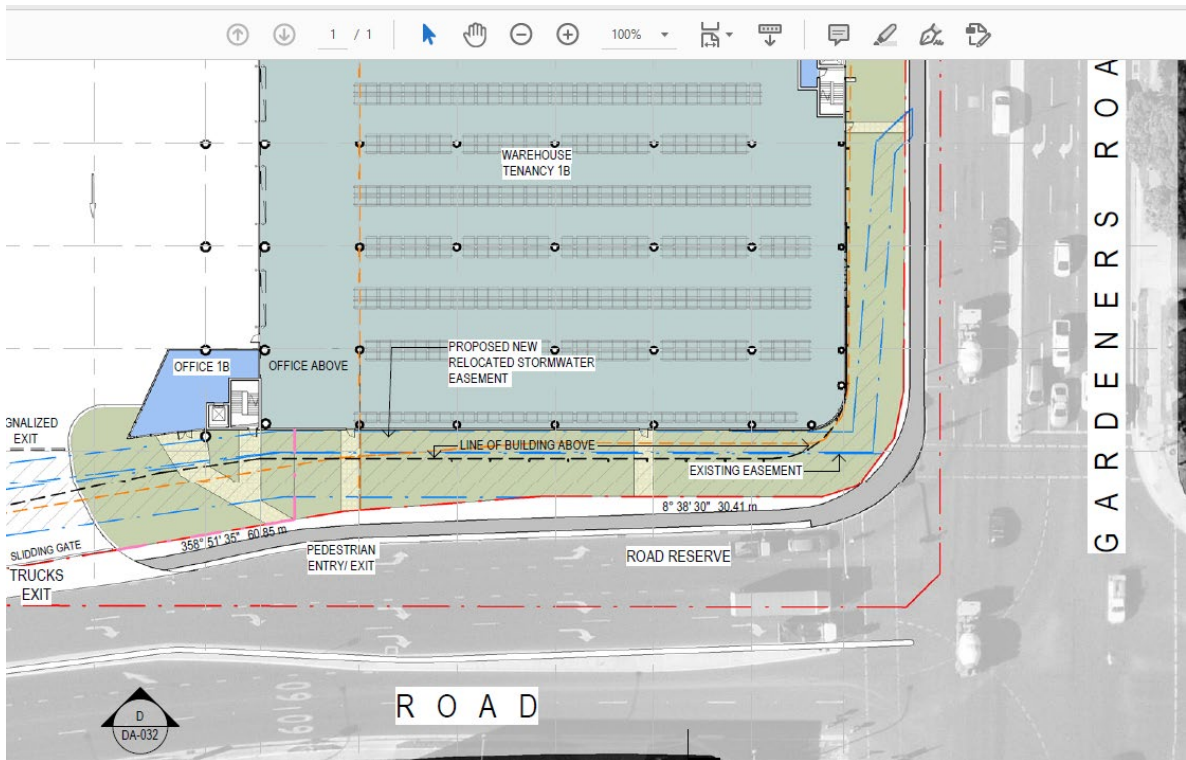 1 / 1
100%
WAREHOUSE
TENANCY 1B
GARDENERS ROA
PROPOSED NEW
RELOCATED STORMWATER
EASEMENT
OFFICE 1B
OFFICE ABOVE
GNALIZED
EXIT
LINE OF BUILDING ABOVE
EXISTING EASEMENT
8° 38' 30" 30.41 m
358° 51' 35" 60.85 m
SLIDDING GATE
TRUCKS
EXIT
PEDESTRIAN
ENTRY/ EXIT
ROAD RESERVE
ROAD
D
DA-032